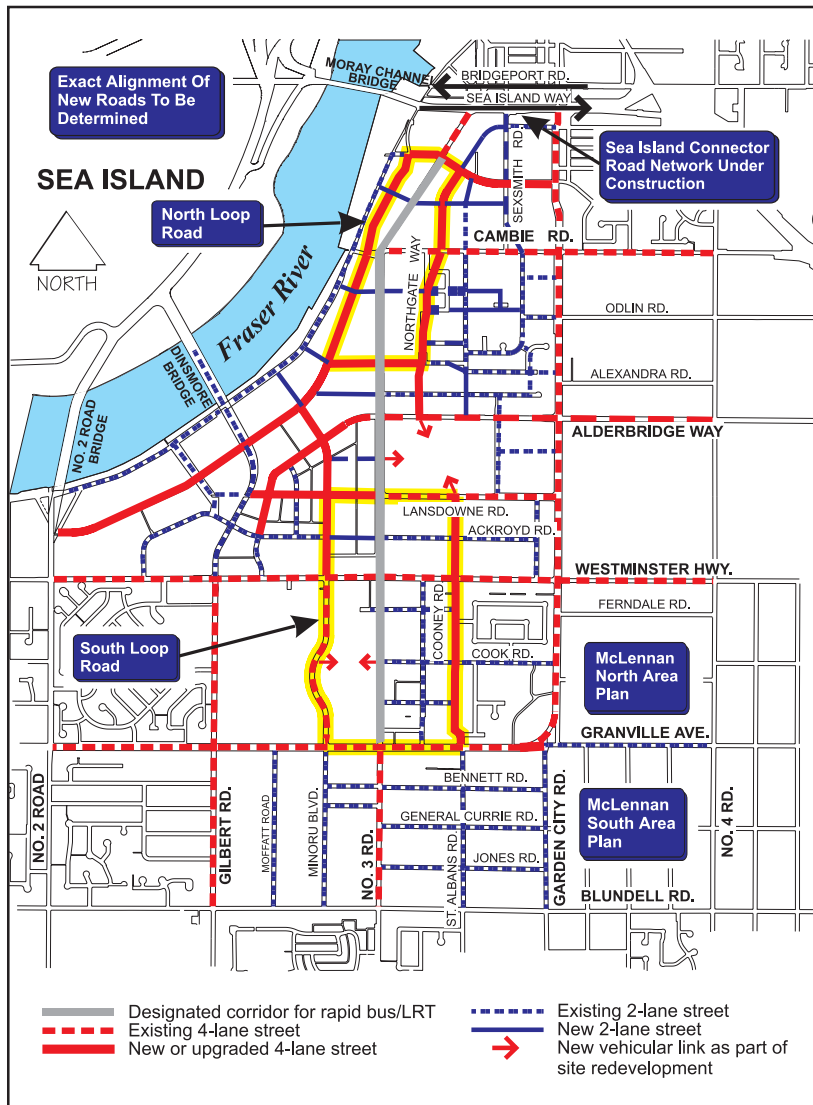 Exact Alignment Of
New Roads To Be
Determined
MORAY CHANNEL
BRIDGE
BRIDGEPORT RD.
SEA ISLAND WAY
Sea Island Connector
Road Network Under
Construction
SEA ISLAND
North Loop
Road
NORTH
SEXSMITH RD.
CAMBIE RD.
NORTHGATE WAY
Fraser River
ODLIN RD.
DINSMORE
BRIDGE
ALEXANDRA RD.
NO. 2 ROAD
BRIDGE
ALDERBRIDGE WAY
LANSDOWNE RD.
ACKROYD RD.
WESTMINSTER HWY.
FERNDALE RD.
COONEY RD.
South Loop
Road
COOK RD.
McLennan
North Area
Plan
GRANVILLE AVE.
NO. 2 ROAD
GILBERT RD.
MOFFATT ROAD
MINORU BLVD.
NO. 3 RD.
BENNETT RD.
GENERAL CURRIE RD.
ST. ALBANS RD.
JONES RD.
GARDEN CITY RD.
McLennan
South Area
Plan
NO. 4 RD.
BLUNDELL RD.
Designated corridor for rapid bus/LRT
Existing 4-lane street
New or upgraded 4-lane street
Existing 2-lane street
New 2-lane street
New vehicular link as part of
site redevelopment